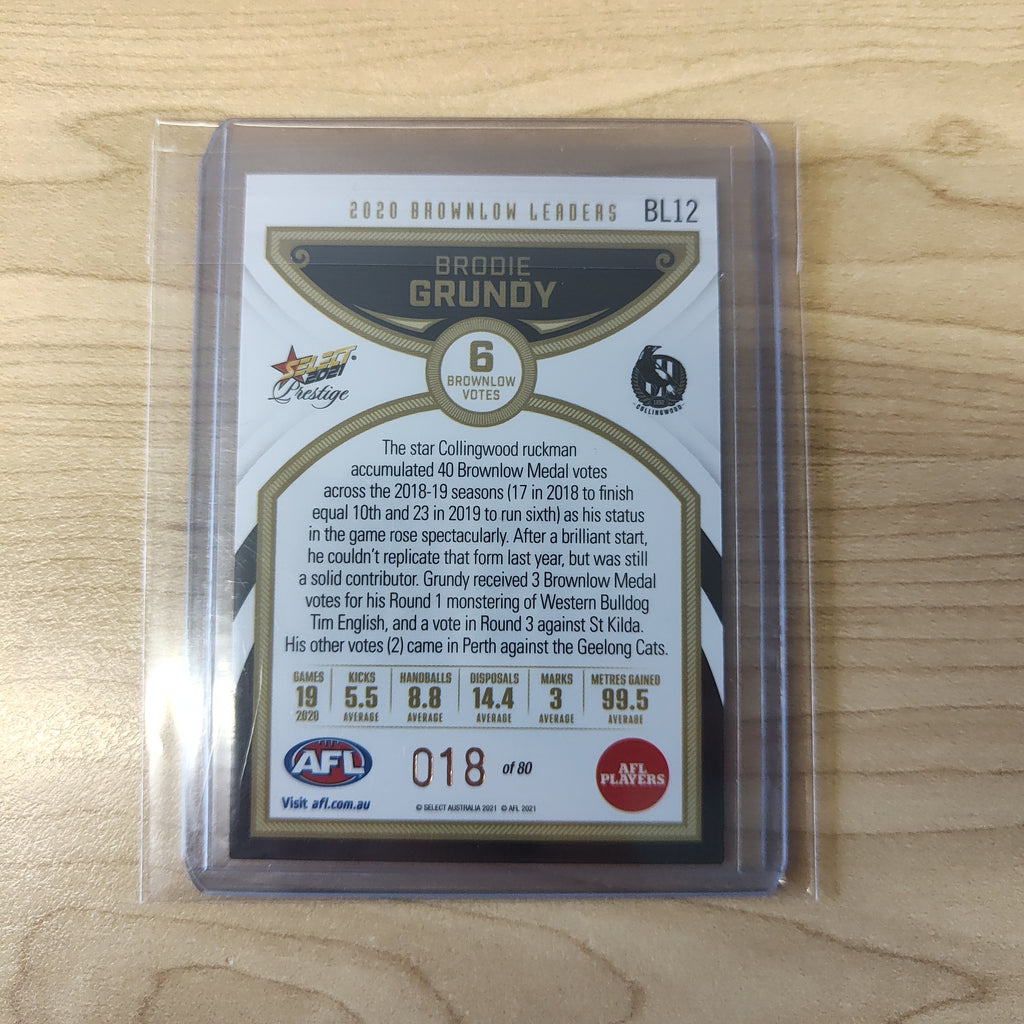 2020 BROWNLOW LEADERS BL12
BRODIE
GRUNDY
SELECT
2021
Prestige
6
BROWNLOW
VOTES
COLLINGWOOD
The star Collingwood ruckman
accumulated 40 Brownlow Medal votes
across the 2018-19 seasons (17 in 2018 to finish
equal 10th and 23 in 2019 to run sixth) as his status
in the game rose spectacularly. After a brilliant start,
he couldn't replicate that form last year, but was still
a solid contributor. Grundy received 3 Brownlow Medal
votes for his Round 1 monstering of Western Bulldog
Tim English, and a vote in Round 3 against St Kilda.
His other votes (2) came in Perth against the Geelong Cats.
GAMES KICKS HANDBALLS DISPOSALS MARKS METRES GAINED
19 5.5 8.8 14.4 3 99.5
2020 AVERAGE AVERAGE AVERAGE AVERAGE AVERAGE
AFL
Visit afl.com.au
018 of 80
© SELECT AUSTRALIA 2021 © AFL 2021
AFL
PLAYERS